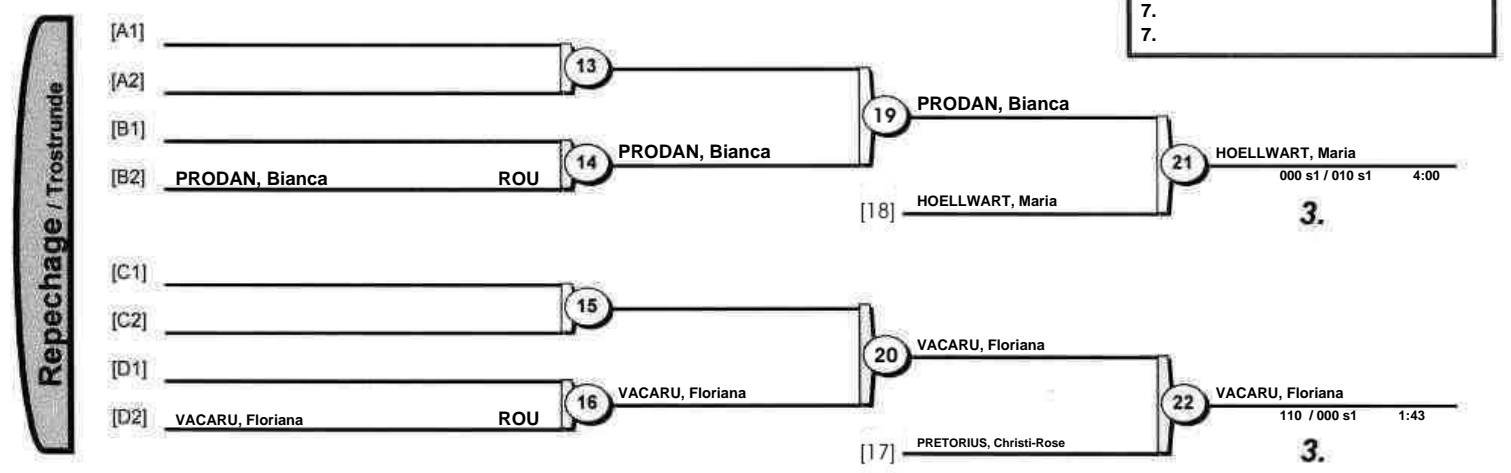 7.
7.
Repechage / Trostrunde
[A1]
13
[A2]
[B1]
14
PRODAN, Bianca
[B2] PRODAN, Bianca ROU
19
PRODAN, Bianca
[18] HOELLWART, Maria
21
HOELLWART, Maria
000 s1 / 010 s1 4:00
3.
[C1]
15
[C2]
[D1]
16
VACARU, Floriana
[D2] VACARU, Floriana ROU
20
VACARU, Floriana
[17] PRETORIUS, Christi-Rose
22
VACARU, Floriana
110 / 000 s1 1:43
3.